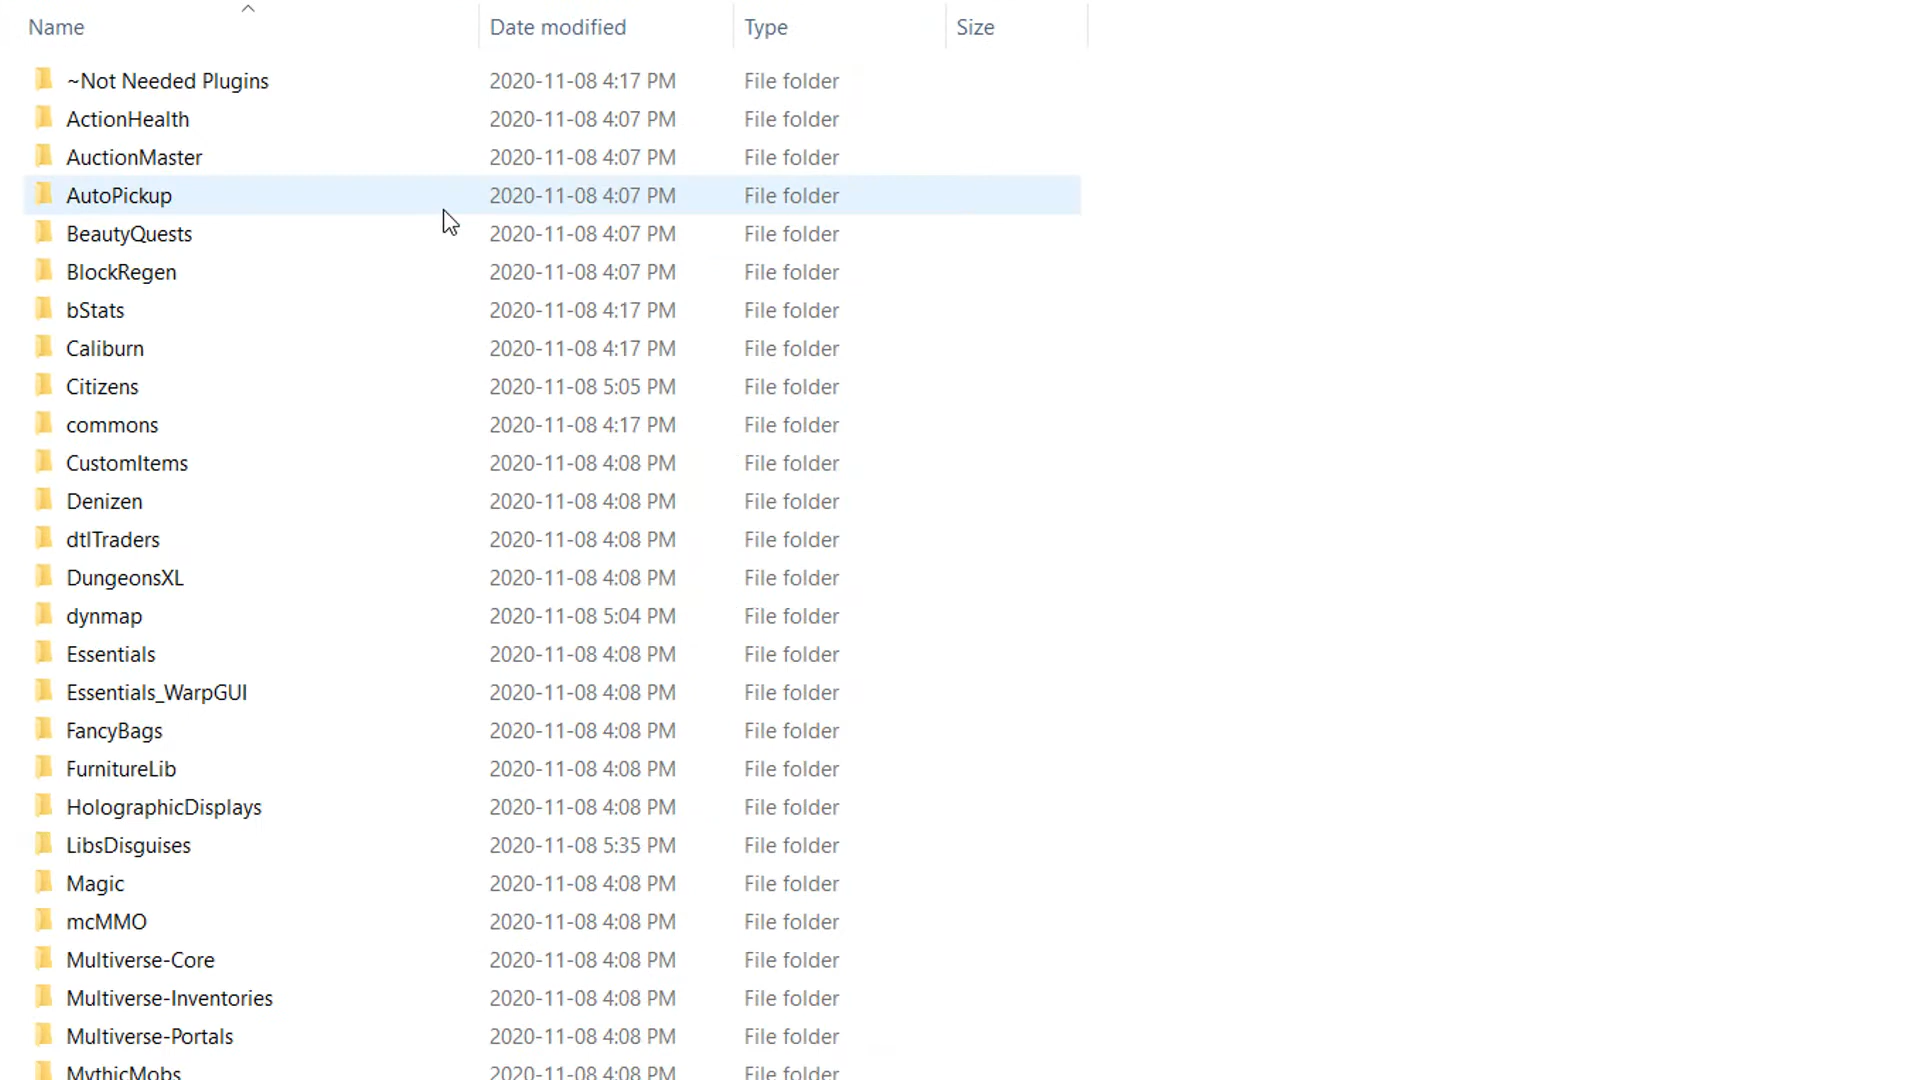 Name Date modified Type Size
~Not Needed Plugins 2020-11-08 4:17 PM File folder
ActionHealth 2020-11-08 4:07 PM File folder
AuctionMaster 2020-11-08 4:07 PM File folder
AutoPickup 2020-11-08 4:07 PM File folder
BeautyQuests 2020-11-08 4:07 PM File folder
BlockRegen 2020-11-08 4:07 PM File folder
bStats 2020-11-08 4:17 PM File folder
Caliburn 2020-11-08 4:17 PM File folder
Citizens 2020-11-08 5:05 PM File folder
commons 2020-11-08 4:17 PM File folder
CustomItems 2020-11-08 4:08 PM File folder
Denizen 2020-11-08 4:08 PM File folder
dtlTraders 2020-11-08 4:08 PM File folder
DungeonsXL 2020-11-08 4:08 PM File folder
dynmap 2020-11-08 5:04 PM File folder
Essentials 2020-11-08 4:08 PM File folder
Essentials_WarpGUI 2020-11-08 4:08 PM File folder
FancyBags 2020-11-08 4:08 PM File folder
FurnitureLib 2020-11-08 4:08 PM File folder
HolographicDisplays 2020-11-08 4:08 PM File folder
LibsDisguises 2020-11-08 5:35 PM File folder
Magic 2020-11-08 4:08 PM File folder
mcMMO 2020-11-08 4:08 PM File folder
Multiverse-Core 2020-11-08 4:08 PM File folder
Multiverse-Inventories 2020-11-08 4:08 PM File folder
Multiverse-Portals 2020-11-08 4:08 PM File folder
MythicMobs 2020-11-08 4:08 PM File folder